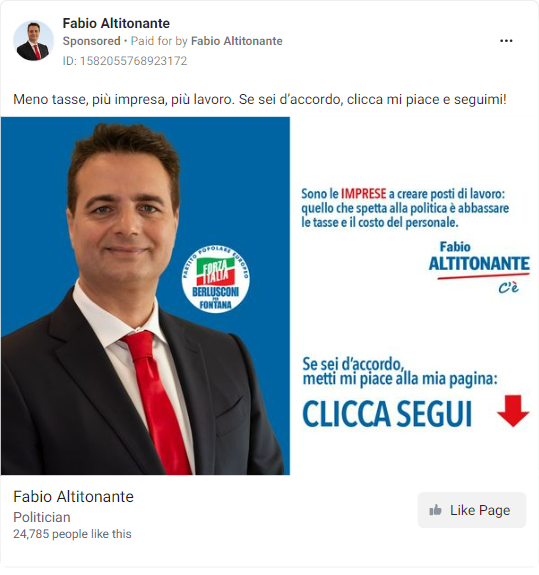 Fabio Altitonante
Sponsored • Paid for by Fabio Altitonante
ID: 1582055768923172
Meno tasse, più impresa, più lavoro. Se sei d'accordo, clicca mi piace e seguimi!
Sono le IMPRESE a creare posti di lavoro:
quello che spetta alla politica è abbassare
le tasse e il costo del personale.
Fabio
ALTITONANTE
C'è
PARTITO POPOLARE EUROPEO
FORZA
ITALIA
BERLUSCONI
PER
FONTANA
Se sei d'accordo,
metti mi piace alla mia pagina:
CLICCA SEGUI
Fabio Altitonante
Politician
24,785 people like this
Like Page